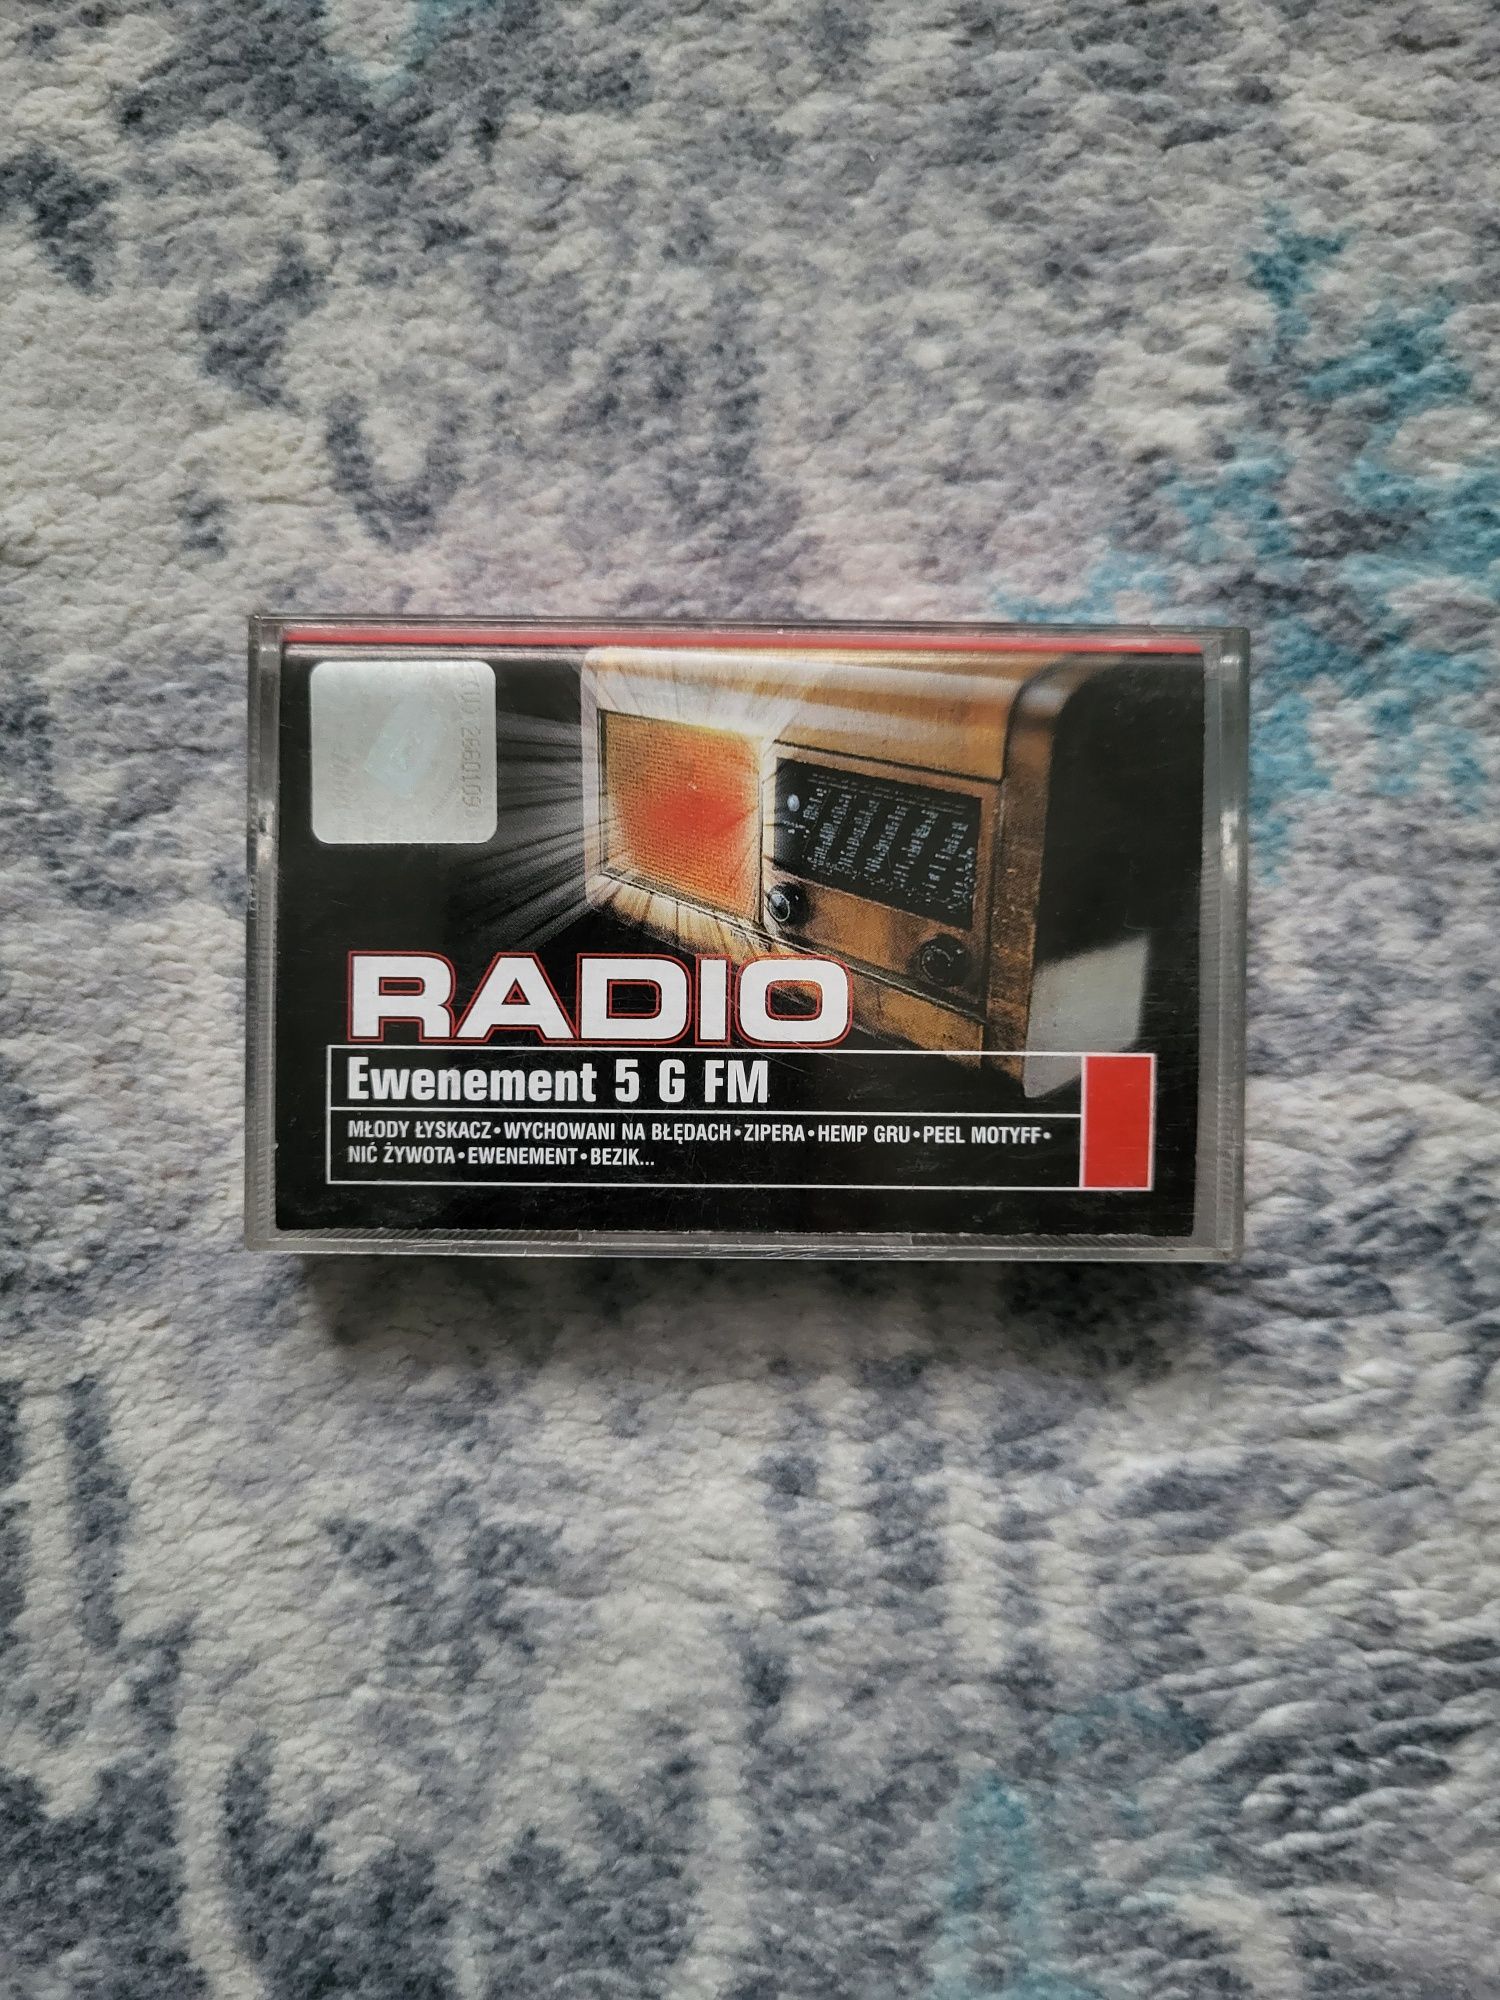 RADIO
Ewenement 5 G FM
MŁODY ŁYSKACZ•WYCHOWANI NA BŁĘDACH•ZIPERA•HEMP GRU•PEEL MOTYFF•
NIĆ ŻYWOTA•EWENEMENT•BEZIK...